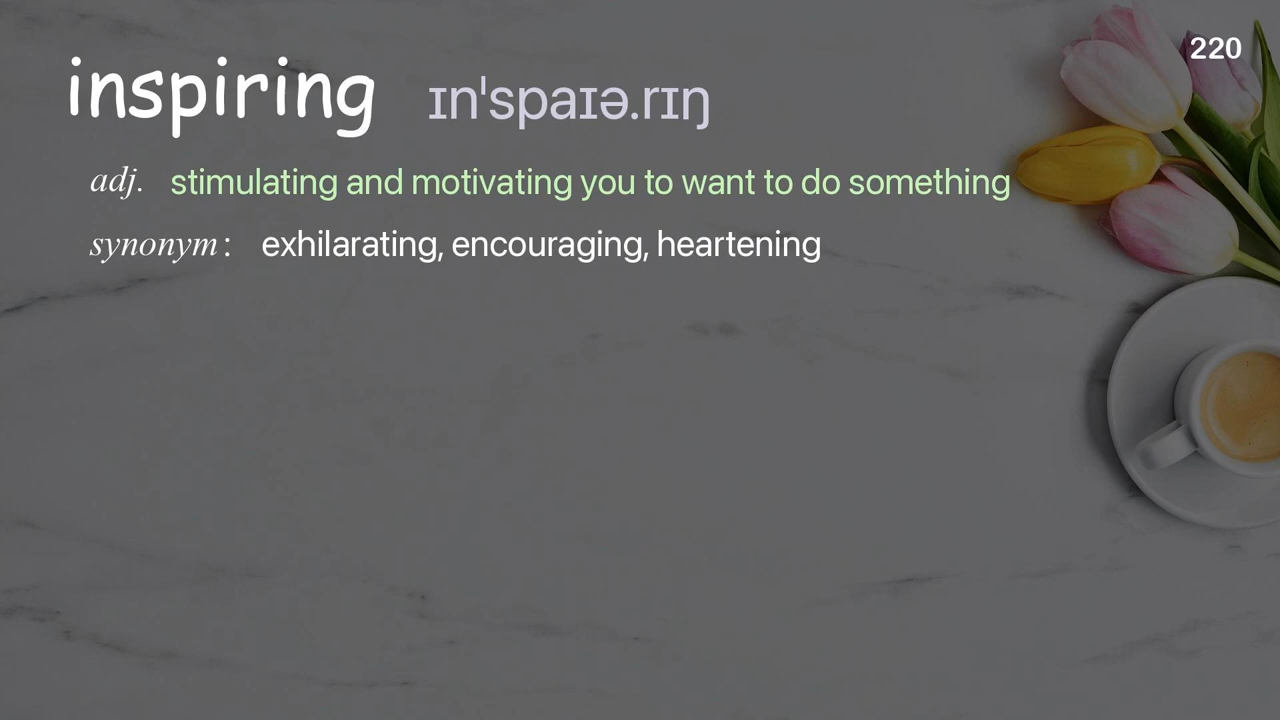 220
inspiring ɪnˈspaɪə.rɪŋ
adj. stimulating and motivating you to want to do something
synonym: exhilarating, encouraging, heartening